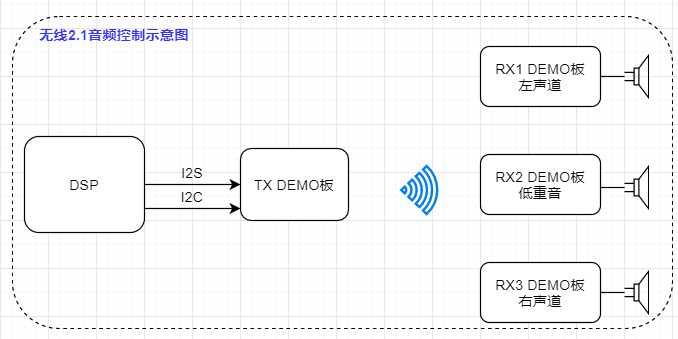 无线2.1音频控制示意图
DSP
I2S
I2C
TX DEMO板
RX1 DEMO板
左声道
RX2 DEMO板
低重音
RX3 DEMO板
右声道